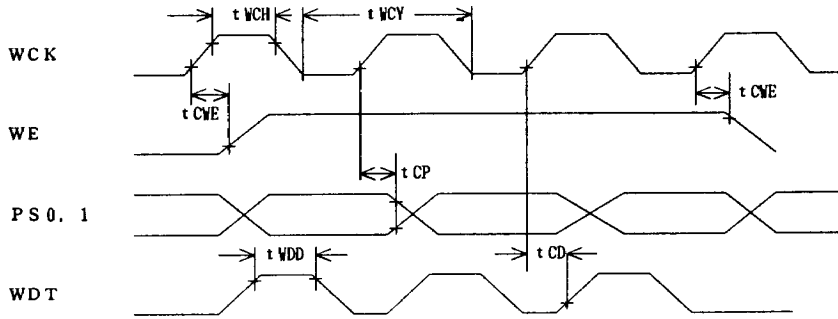 t WCH
t WCY
WCK
t CWE
t CWE
WE
t CP
PS0, 1
t WDD
t CD
WDT